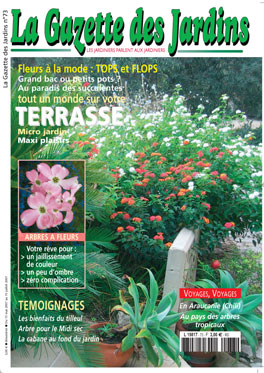 La Gazette des Jardins
LES JARDINIERS PARLENT AUX JARDINIERS
La Gazette des Jardins n°73
Fleurs à la mode : TOPS et FLOPS
Grand bac ou petits pots ?
Au paradis des succulentes
tout un monde sur votre
TERRASSE
Micro jardin
Maxi plaisirs
ARBRES A FLEURS
Votre rêve pour :
> un jaillissement
de couleur
> un peu d'ombre
> zéro complication
TEMOIGNAGES
Les bienfaits du tilleul
Arbre pour le Midi sec
La cabane au fond du jardin
VOYAGES, VOYAGES
En Araucanie (Chili)
Au pays des arbres
tropicaux